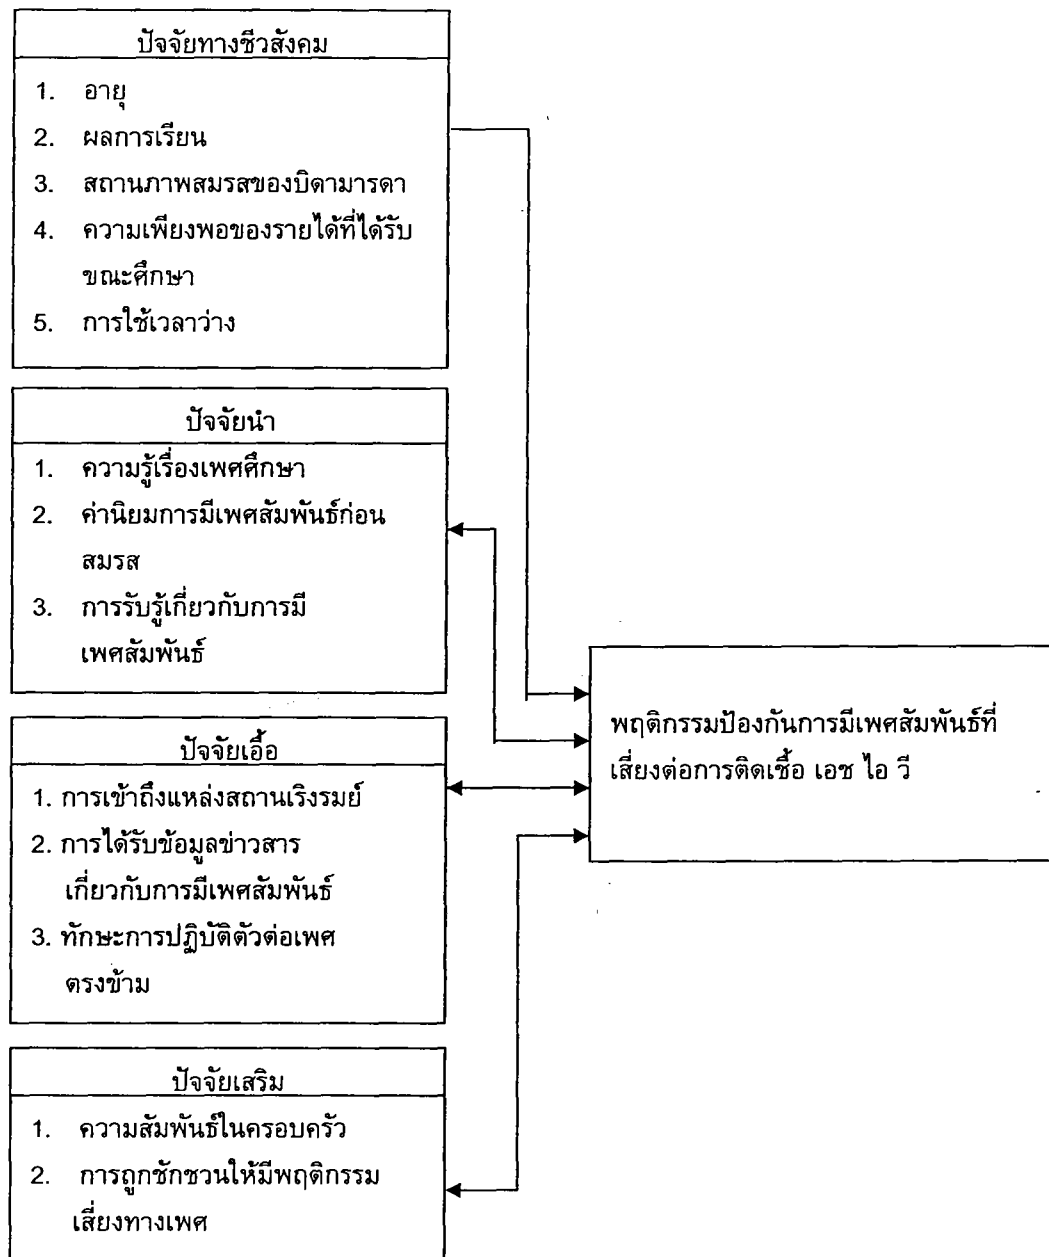 ปัจจัยทางชีวสังคม
1. อายุ
2. ผลการเรียน
3. สถานภาพสมรสของบิดามารดา
4. ความเพียงพอของรายได้ที่ได้รับ
ขณะศึกษา
5. การใช้เวลาว่าง
ปัจจัยนำ
1. ความรู้เรื่องเพศศึกษา
2. ค่านิยมการมีเพศสัมพันธ์ก่อน
สมรส
3. การรับรู้เกี่ยวกับการมี
เพศสัมพันธ์
ปัจจัยเอื้อ
1. การเข้าถึงแหล่งสถานเริงรมย์
2. การได้รับข้อมูลข่าวสาร
เกี่ยวกับการมีเพศสัมพันธ์
3. ทักษะการปฏิบัติตัวต่อเพศ
ตรงข้าม
ปัจจัยเสริม
1. ความสัมพันธ์ในครอบครัว
2. การถูกชักชวนให้มีพฤติกรรม
เสี่ยงทางเพศ
พฤติกรรมป้องกันการมีเพศสัมพันธ์ที่
เสี่ยงต่อการติดเชื้อ เอช ไอ วี